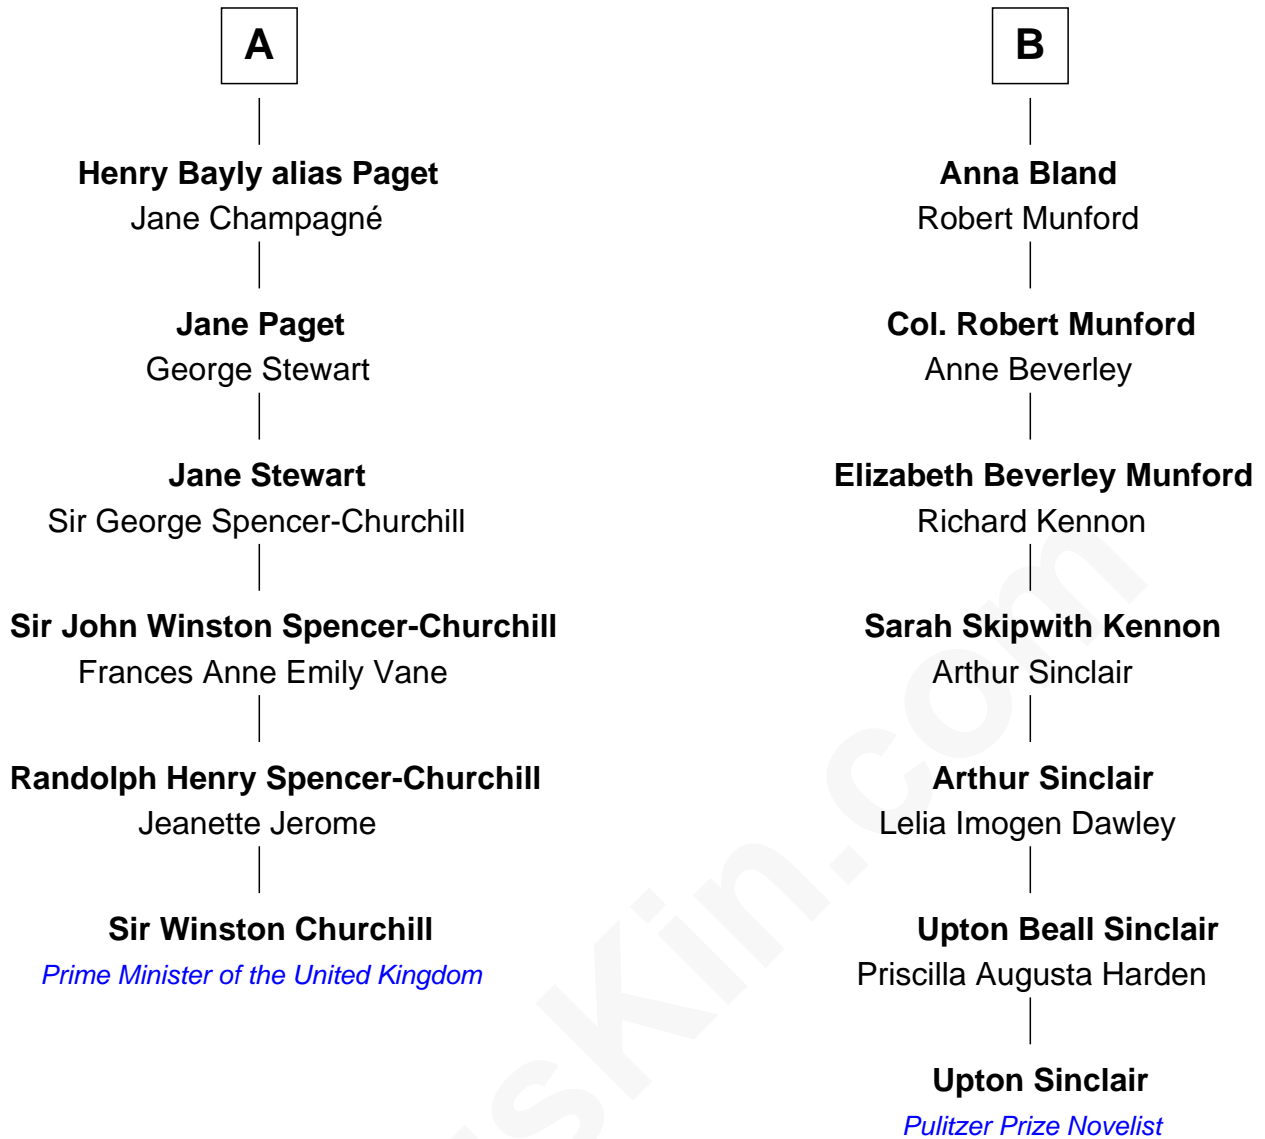 A
Henry Bayly alias Paget
Jane Champagné
Jane Paget
George Stewart
Jane Stewart
Sir George Spencer-Churchill
Sir John Winston Spencer-Churchill
Frances Anne Emily Vane
Randolph Henry Spencer-Churchill
Jeanette Jerome
Sir Winston Churchill
Prime Minister of the United Kingdom
B
Anna Bland
Robert Munford
Col. Robert Munford
Anne Beverley
Elizabeth Beverley Munford
Richard Kennon
Sarah Skipwith Kennon
Arthur Sinclair
Arthur Sinclair
Lelia Imogen Dawley
Upton Beall Sinclair
Priscilla Augusta Harden
Upton Sinclair
Pulitzer Prize Novelist